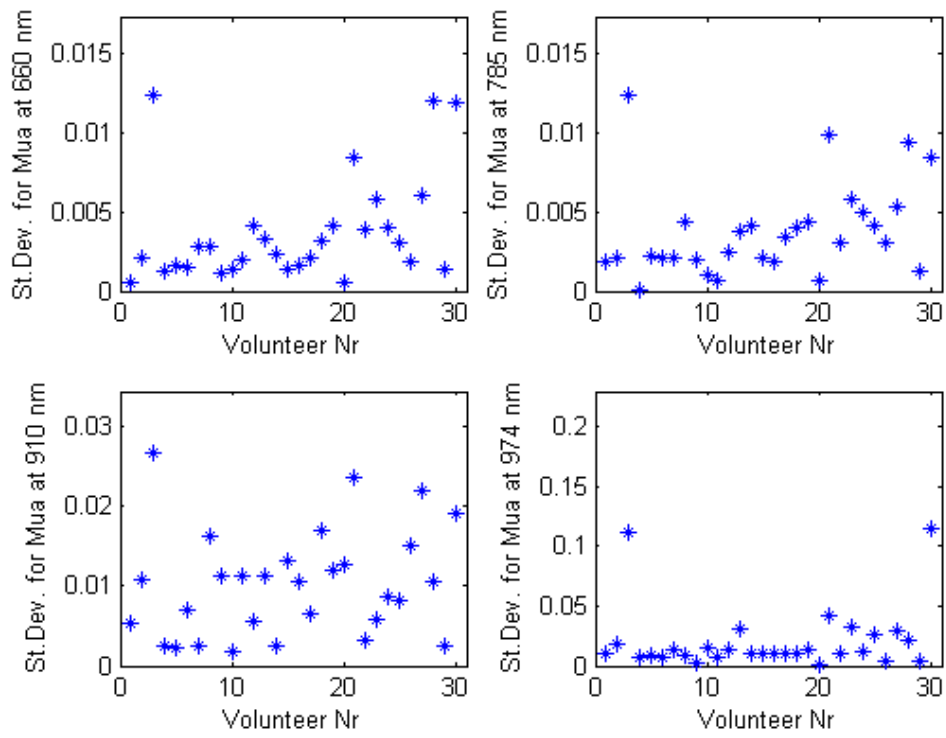 St.Dev. for Mua at 660 nm
0.015
0.01
0.005
0
0 10 20 30
Volunteer Nr
St.Dev. for Mua at 785 nm
0.015
0.01
0.005
0
0 10 20 30
Volunteer Nr
St.Dev. for Mua at 910 nm
0.03
0.02
0.01
0
0 10 20 30
Volunteer Nr
St.Dev. for Mua at 974 nm
0.2
0.15
0.1
0.05
0
0 10 20 30
Volunteer Nr